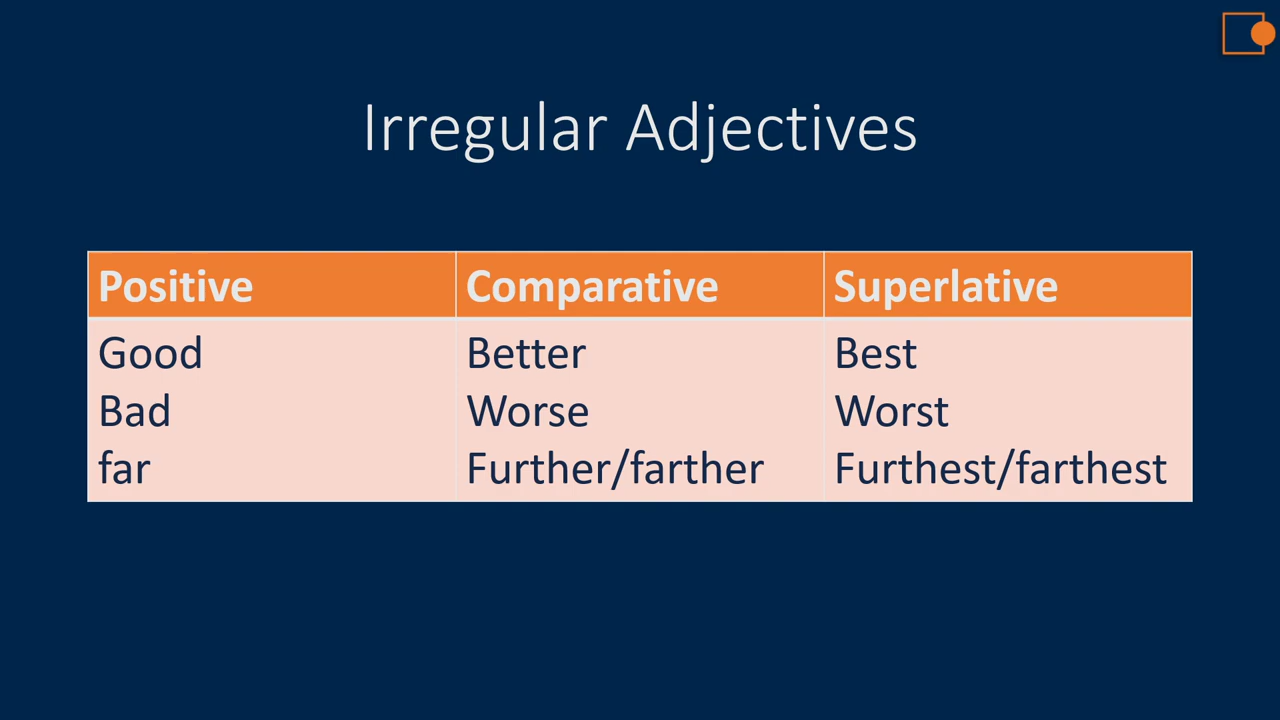 Irregular Adjectives
Positive Comparative Superlative
Good Better Best
Bad Worse Worst
far Further/farther Furthest/farthest